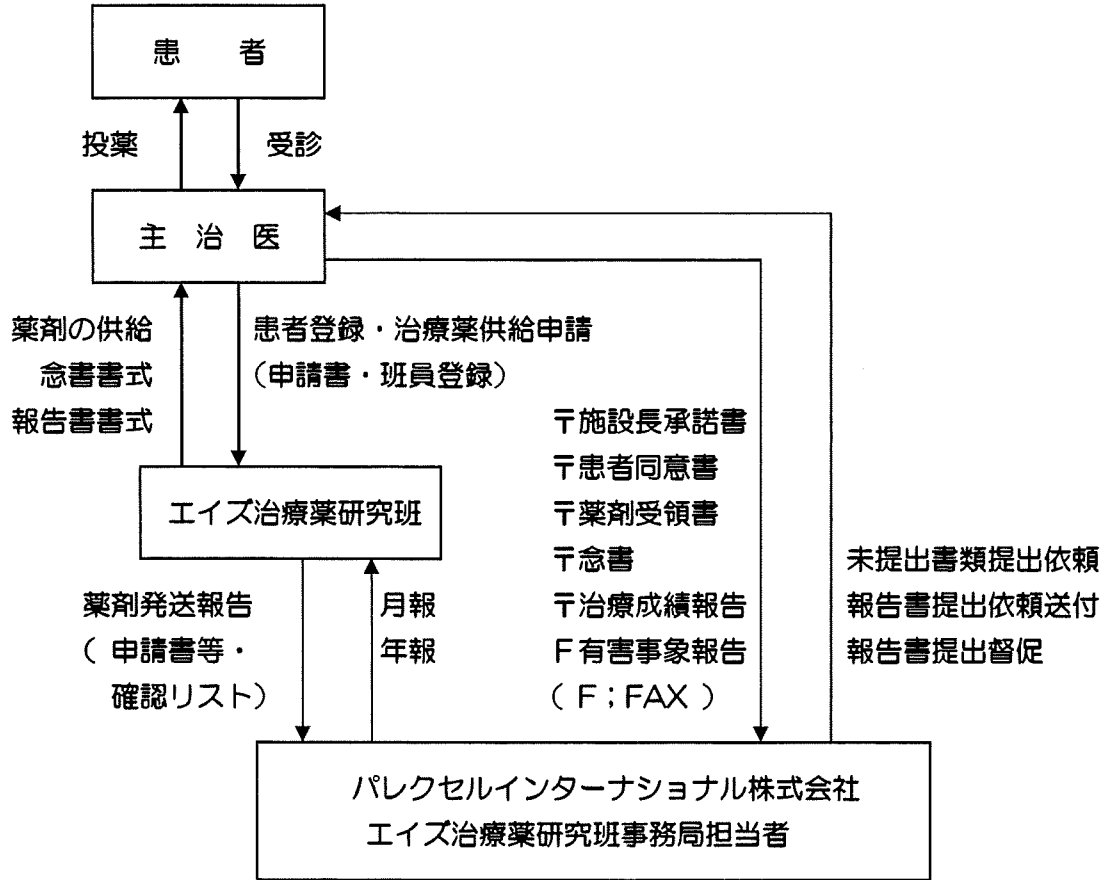 患　者
投薬
受診
主　治　医
薬剤の供給
念書書式
報告書書式
患者登録・治療薬供給申請
（申請書・班員登録）
エイズ治療薬研究班
薬剤発送報告
（ 申請書等・
確認リスト）
月報
年報
〒施設長承諾書
〒患者同意書
〒薬剤受領書
〒念書
〒治療成績報告
F 有害事象報告
（ F；FAX ）
未提出書類提出依頼
報告書提出依頼送付
報告書提出督促
パレクセルインターナショナル株式会社
エイズ治療薬研究班事務局担当者